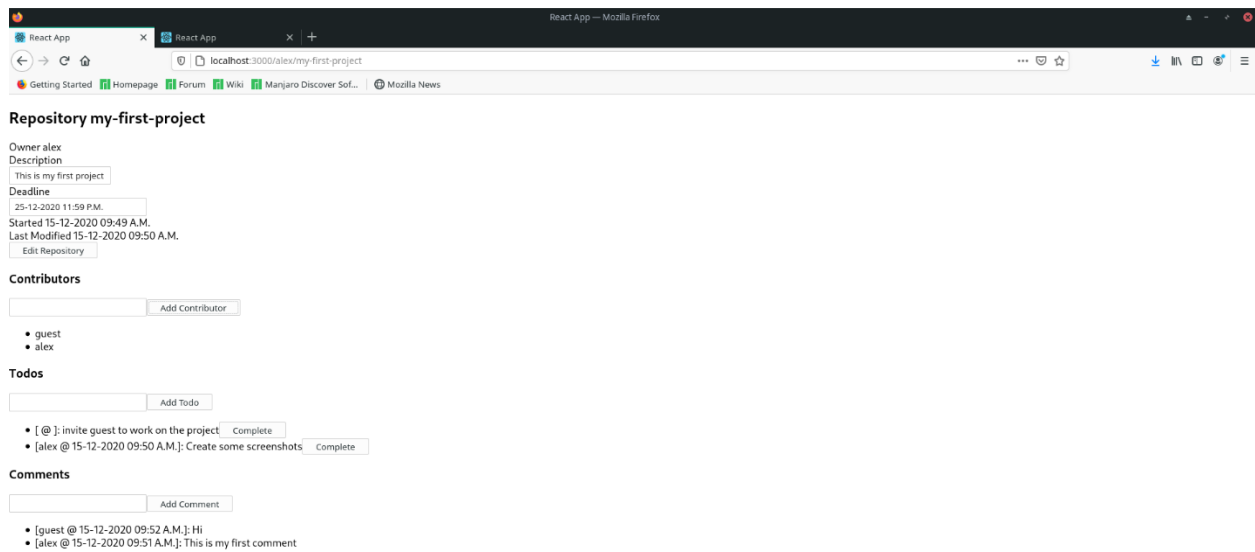 React App — Mozilla Firefox
React App React App
localhost:3000/alex/my-first-project
Getting Started Homepage Forum Wiki Manjaro Discover Sof... Mozilla News
Repository my-first-project
Owner alex
Description
This is my first project
Deadline
25-12-2020 11:59 P.M.
Started 15-12-2020 09:49 A.M.
Last Modified 15-12-2020 09:50 A.M.
Edit Repository
Contributors
Add Contributor
• guest
• alex
Todos
Add Todo
• [ @ ]: invite guest to work on the project Complete
• [alex @ 15-12-2020 09:50 A.M.]: Create some screenshots Complete
Comments
Add Comment
• [guest @ 15-12-2020 09:52 A.M.]: Hi
• [alex @ 15-12-2020 09:51 A.M.]: This is my first comment